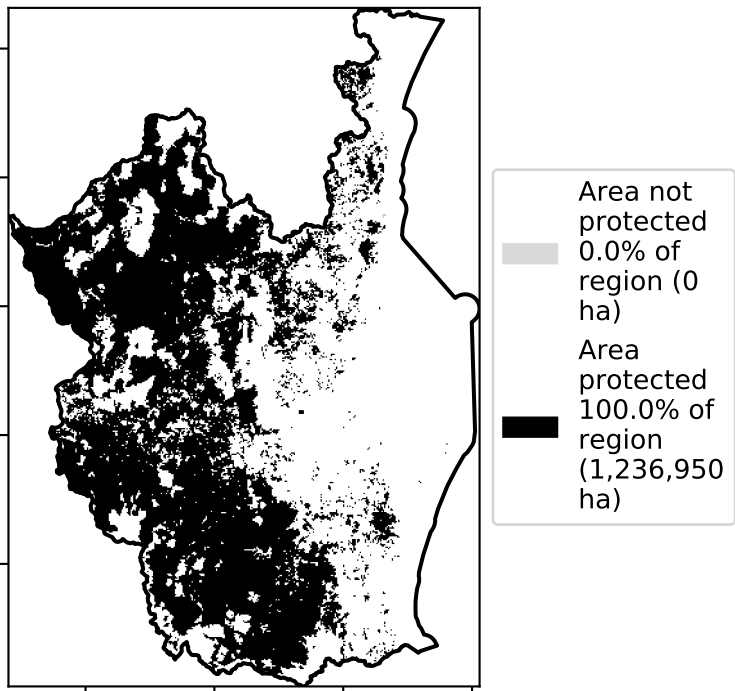 Area not
protected
0.0% of
region (0
ha)
Area
protected
100.0% of
region
(1,236,950
ha)